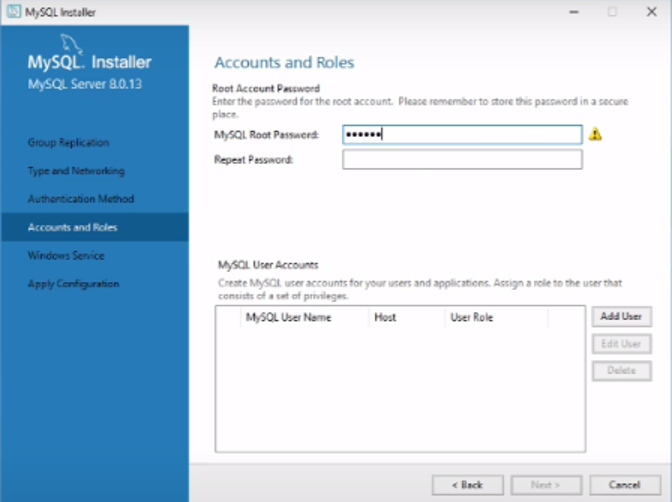 MySQL Installer
MySQL. Installer
MySQL Server 8.0.13
Group Replication
Type and Networking
Authentication Method
Accounts and Roles
Windows Service
Apply Configuration
Accounts and Roles
Root Account Password
Enter the password for the root account. Please remember to store this password in a secure
place.
MySQL Root Password: ••••••
Repeat Password:
MySQL User Accounts
Create MySQL user accounts for your users and applications. Assign a role to the user that
consists of a set of privileges.
MySQL User Name Host User Role
Add User
Edit User
Delete
< Back Next > Cancel